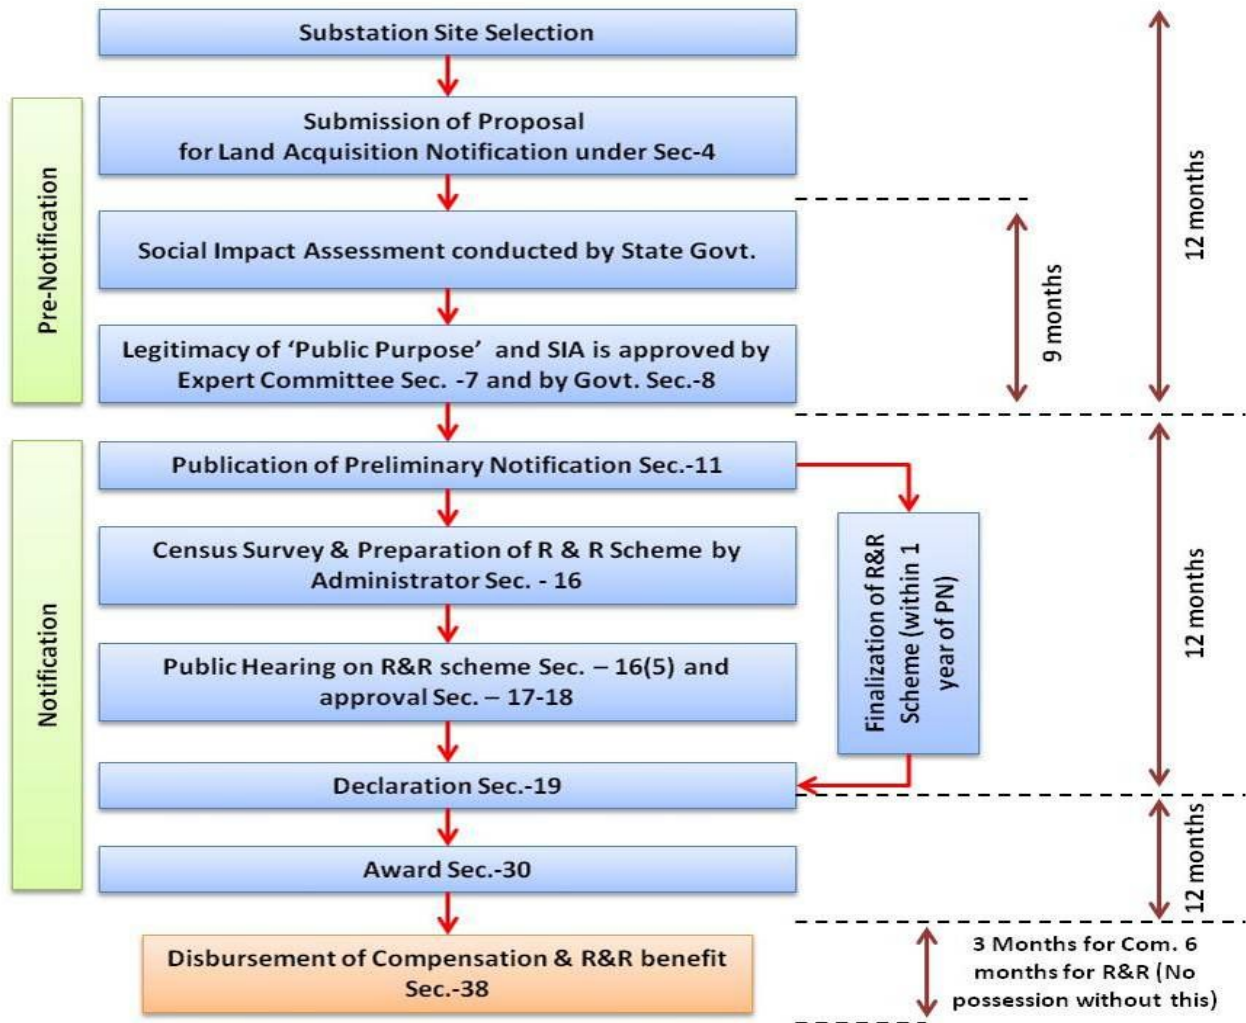 Substation Site Selection
Pre-Notification
Submission of Proposal
for Land Acquisition Notification under Sec-4
Social Impact Assessment conducted by State Govt.
Legitimacy of ‘Public Purpose’ and SIA is approved by
Expert Committee Sec. -7 and by Govt. Sec.-8
9 months
12 months
Notification
Publication of Preliminary Notification Sec.-11
Census Survey & Preparation of R & R Scheme by
Administrator Sec. - 16
Public Hearing on R&R scheme Sec. – 16(5) and
approval Sec. – 17-18
Finalization of R&R
Scheme (within 1
year of PN)
12 months
Declaration Sec.-19
Award Sec.-30
12 months
Disbursement of Compensation & R&R benefit
Sec.-38
3 Months for Com. 6
months for R&R (No
possession without this)